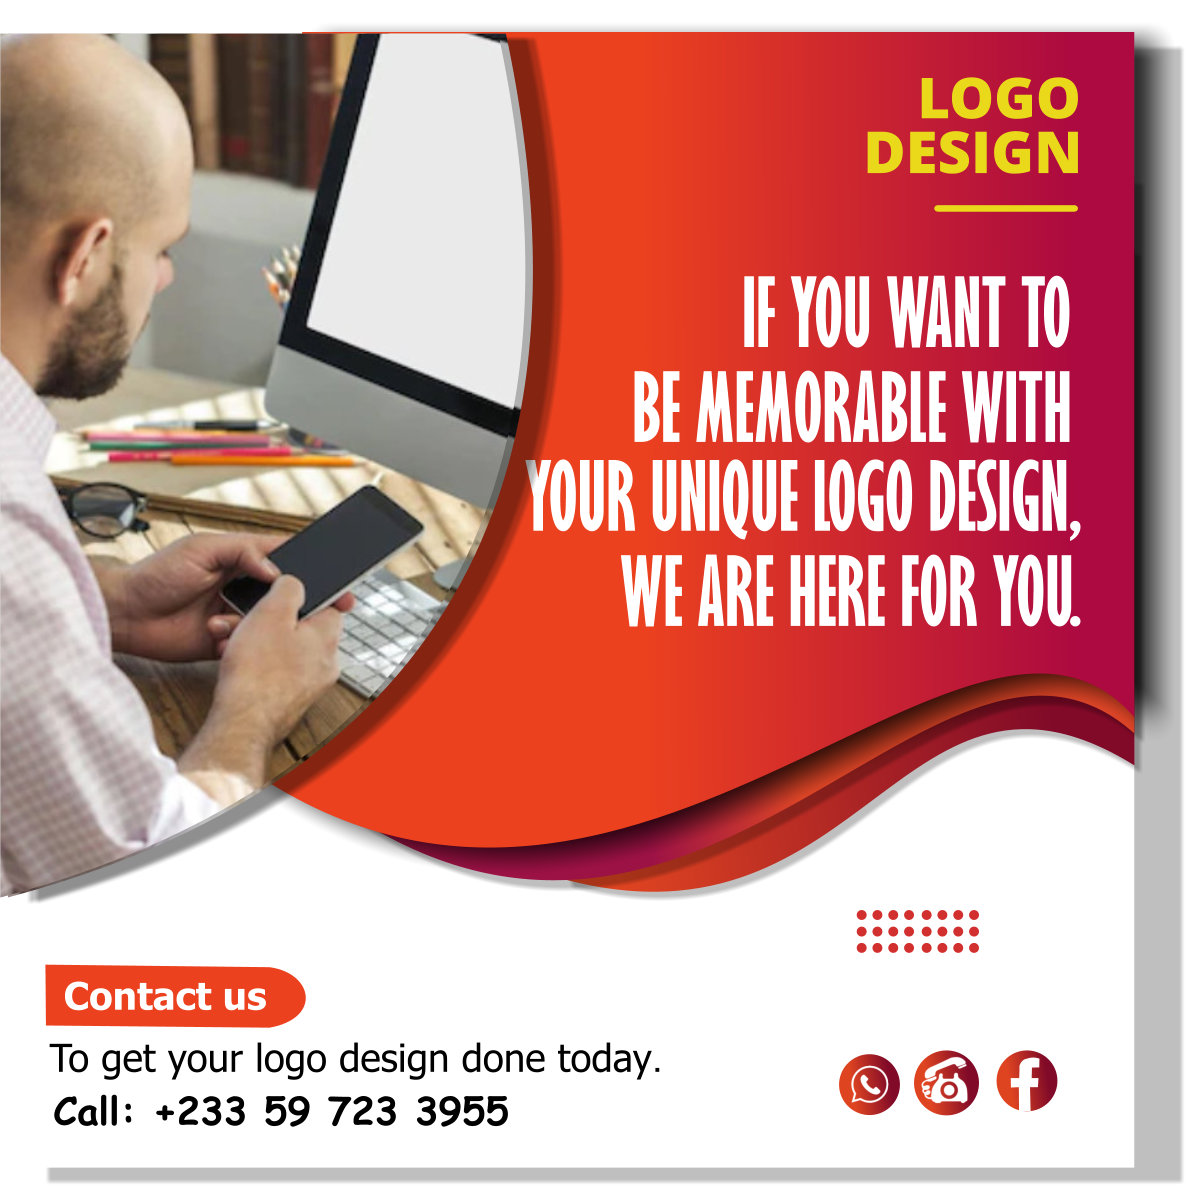 LOGO
DESIGN
IF YOU WANT TO
BE MEMORABLE WITH
YOUR UNIQUE LOGO DESIGN,
WE ARE HERE FOR YOU.
Contact us
To get your logo design done today.
Call: +233 59 723 3955